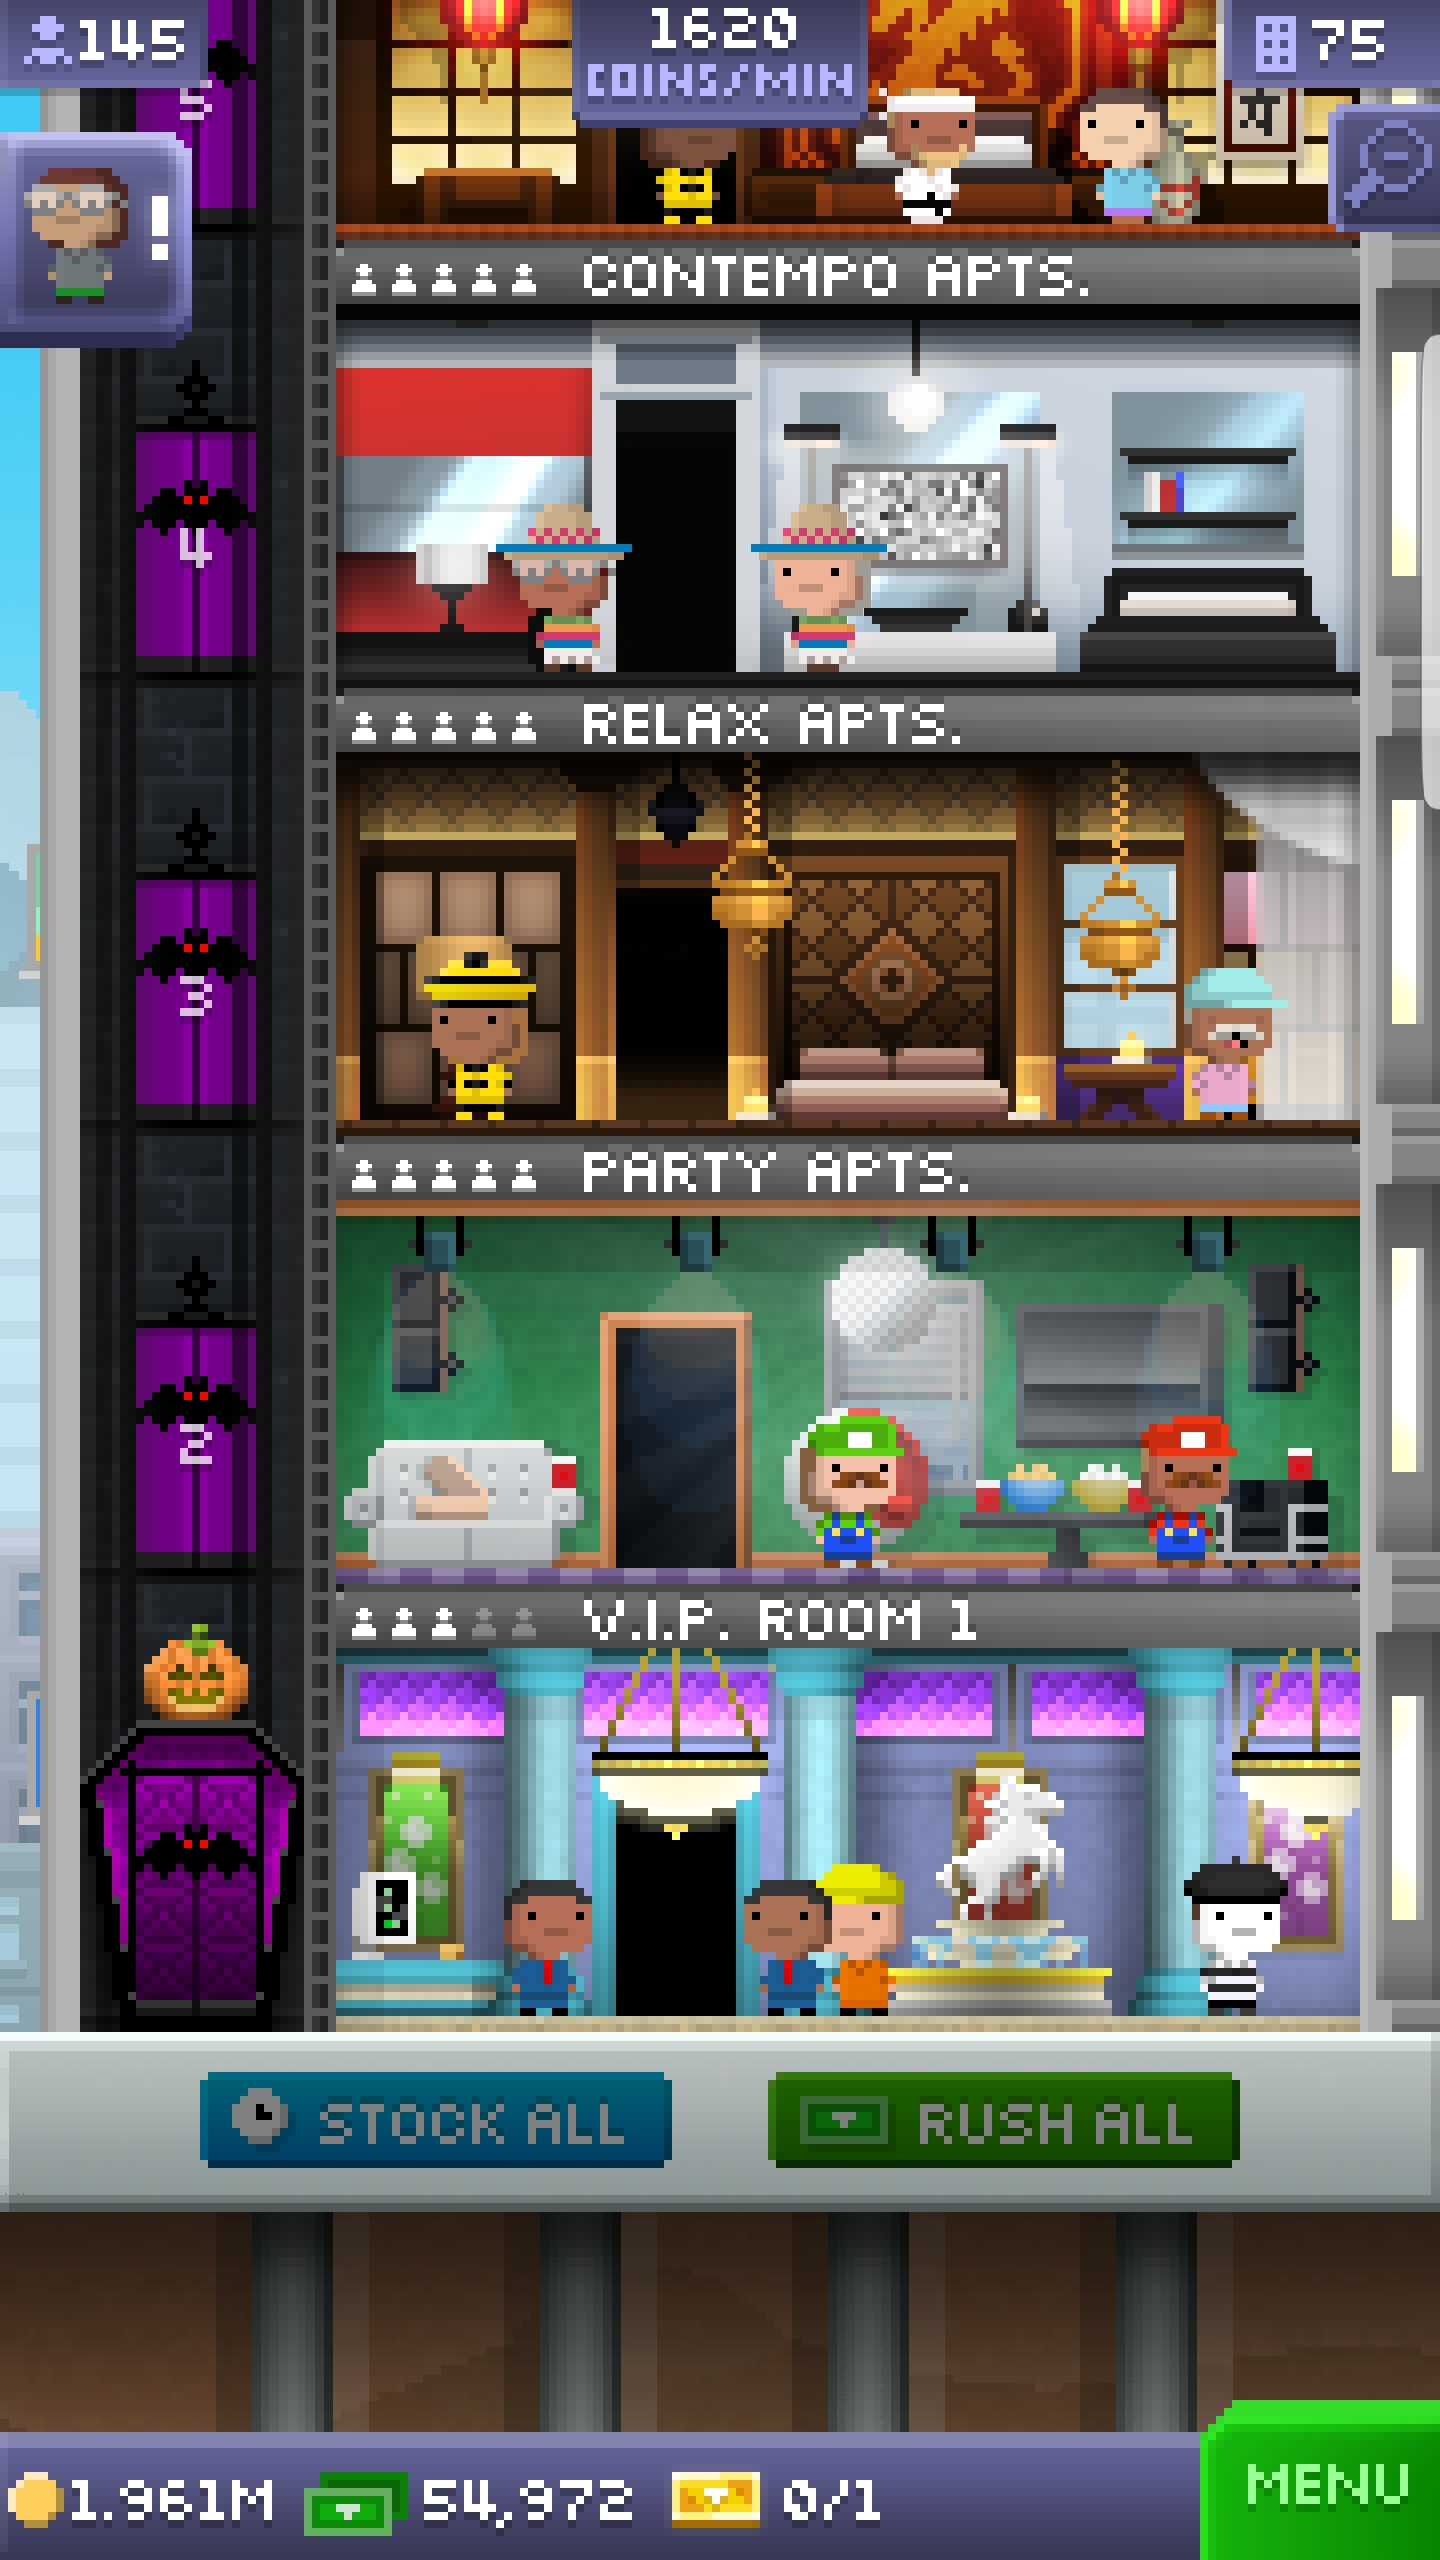 145
1620
COINS/MIN
75
5
!
CONTEMPO APTS.
4
RELAX APTS.
3
PARTY APTS.
2
V.I.P. ROOM 1
STOCK ALL
RUSH ALL
1.961M
54,972
0/1
MENU